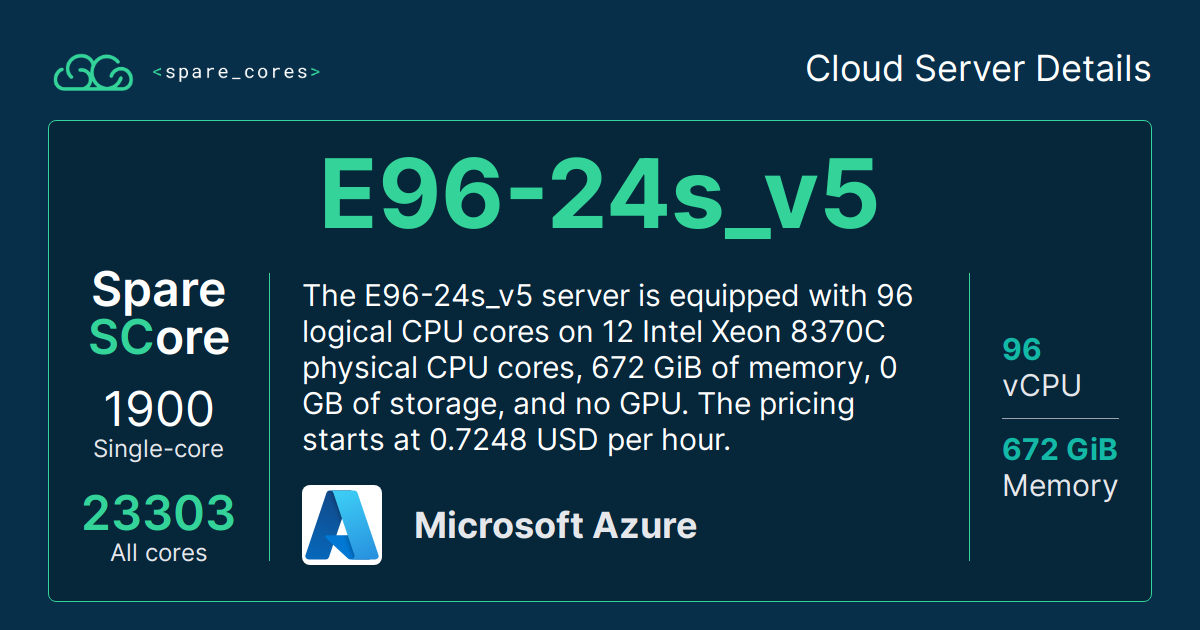 <spare_cores>
Cloud Server Details
E96-24s_v5
Spare
SCore
1900
Single-core
23303
All cores
The E96-24s_v5 server is equipped with 96
logical CPU cores on 12 Intel Xeon 8370C
physical CPU cores, 672 GiB of memory, 0
GB of storage, and no GPU. The pricing
starts at 0.7248 USD per hour.
Microsoft Azure
96
vCPU
672 GiB
Memory